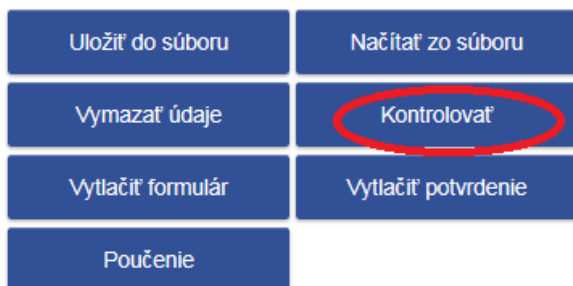 Uložiť do súboru
Načítať zo súboru
Vymazať údaje
Kontrolovať
Vytlačiť formulár
Vytlačiť potvrdenie
Poučenie